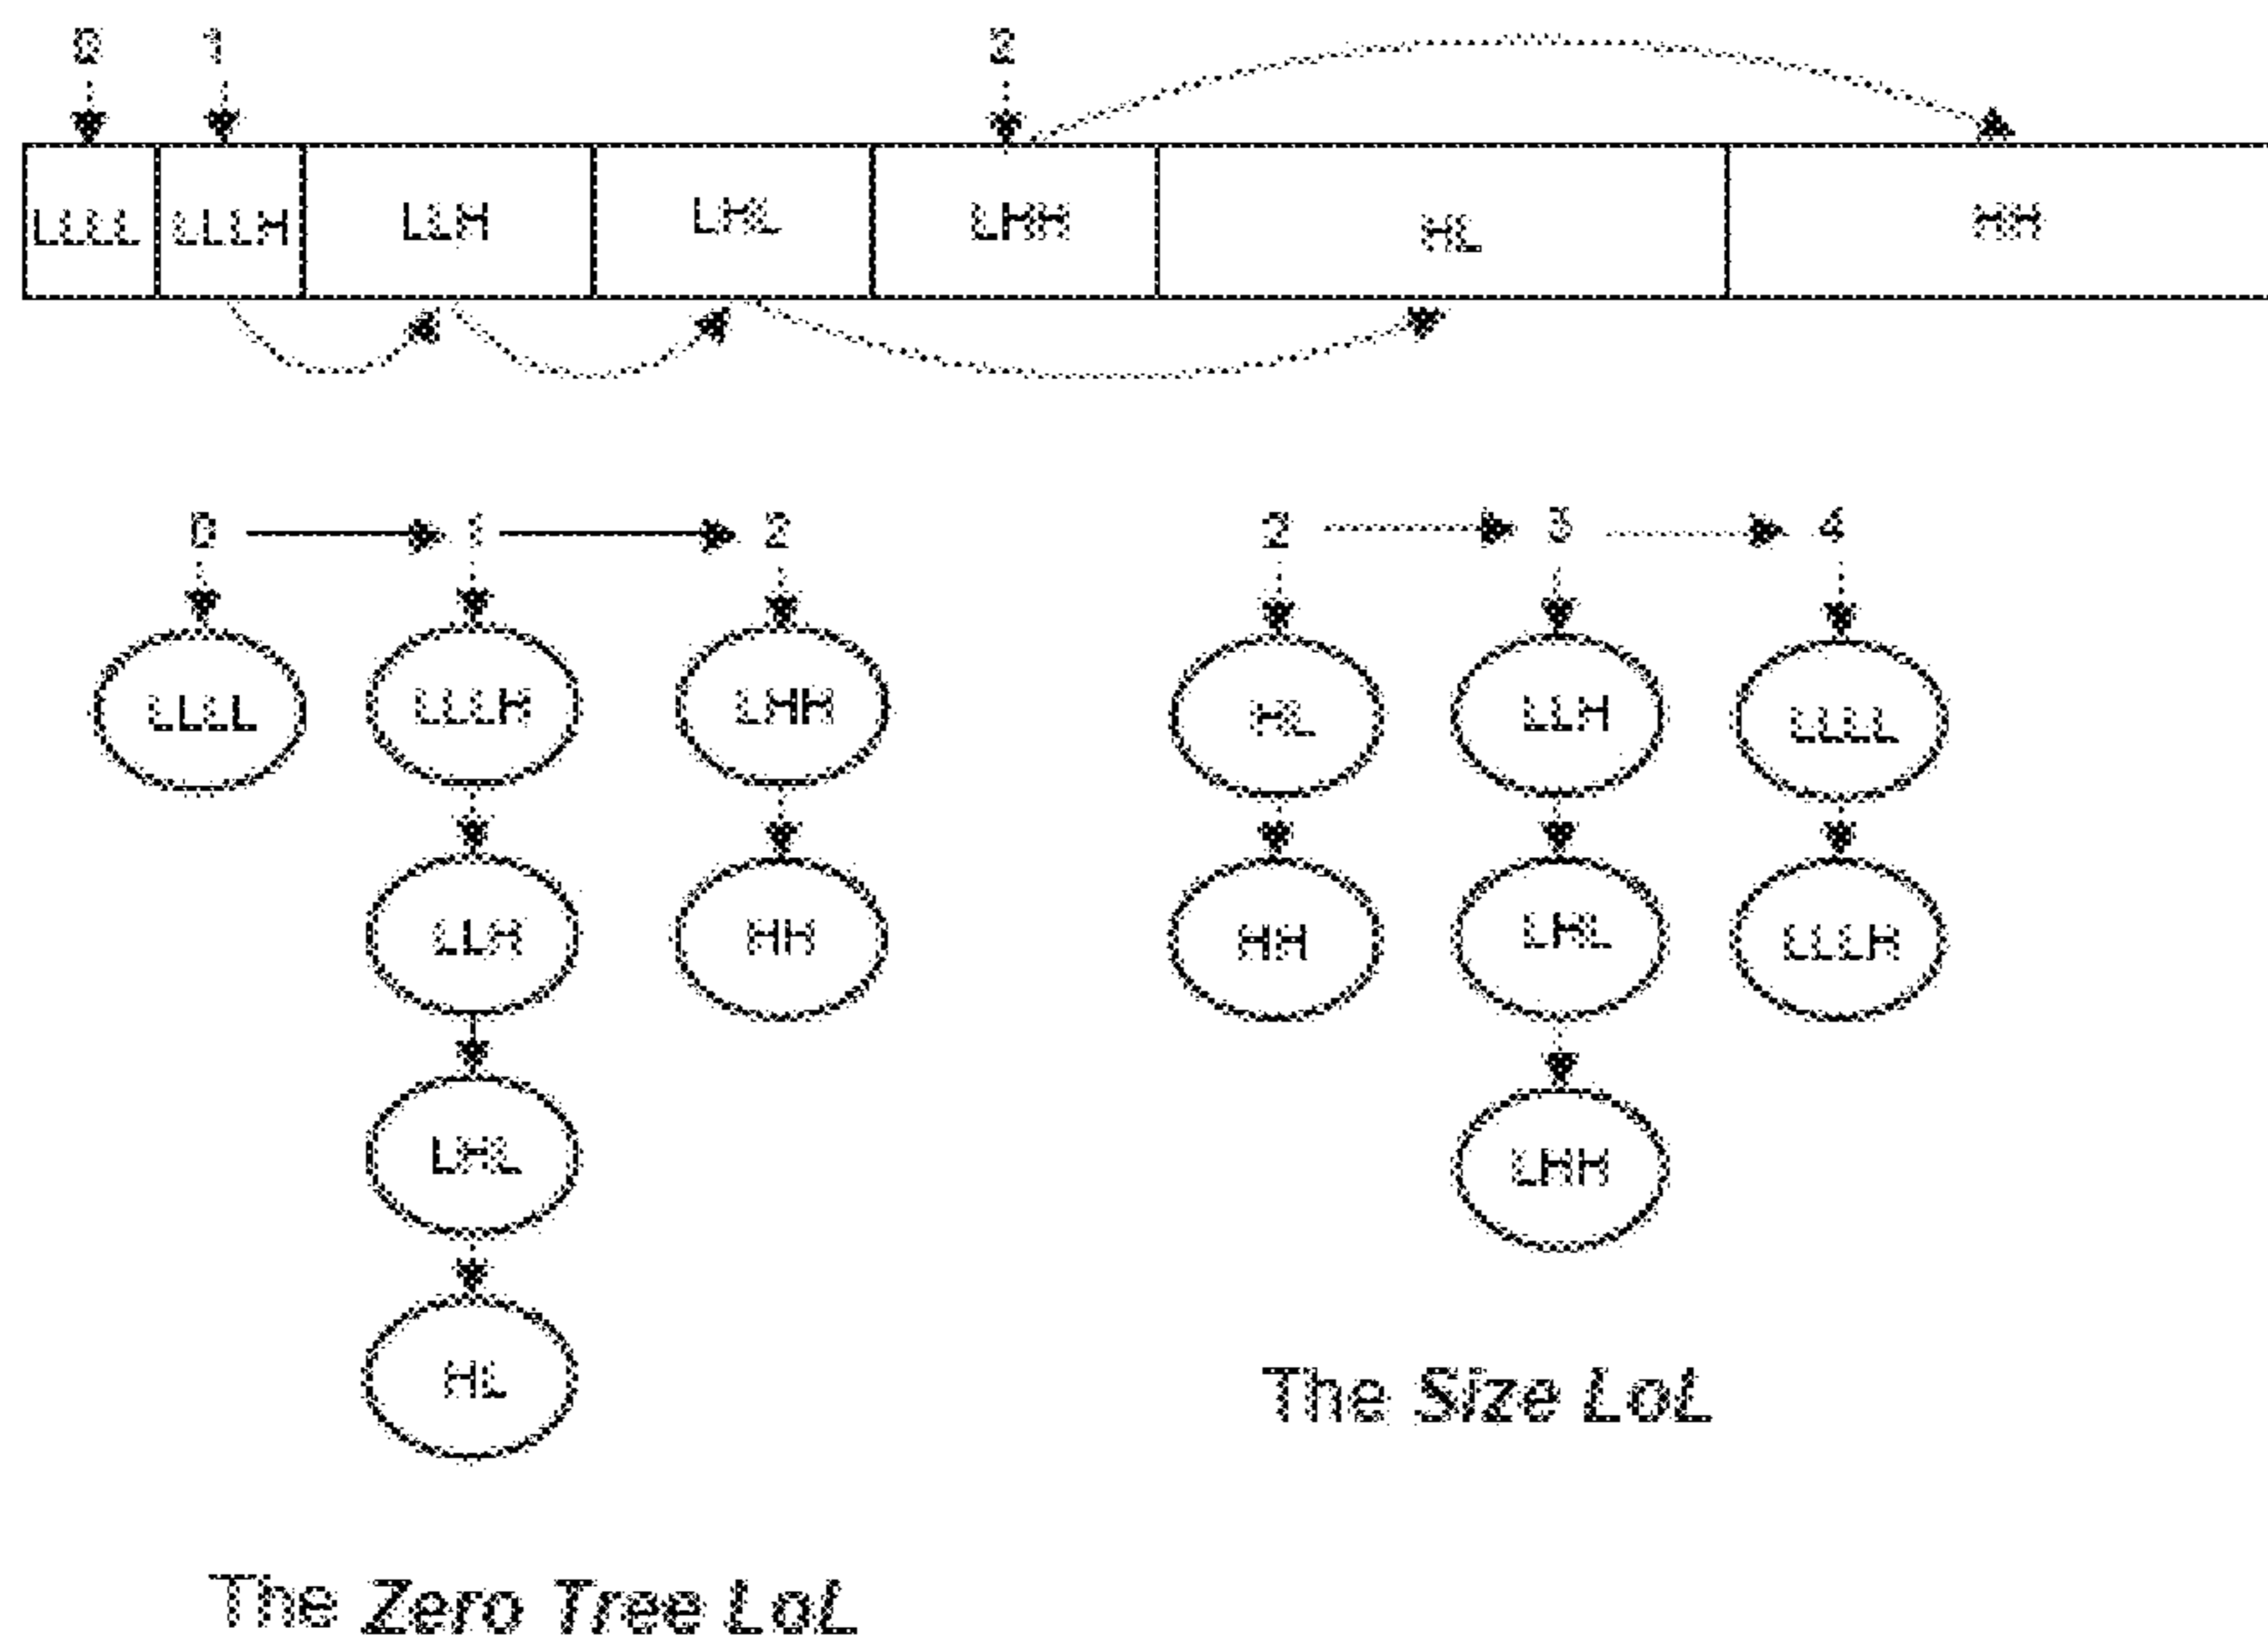 0 1 2
LLLL LLLH LLH LHL LHH HL HH
0 1 2 2 3 4
LLLL LLLH LHH HL LLH LLLL
LLH HH HH LHL LLLH
LHL LHH
HL
The Size LoL
The Zero Tree LoL